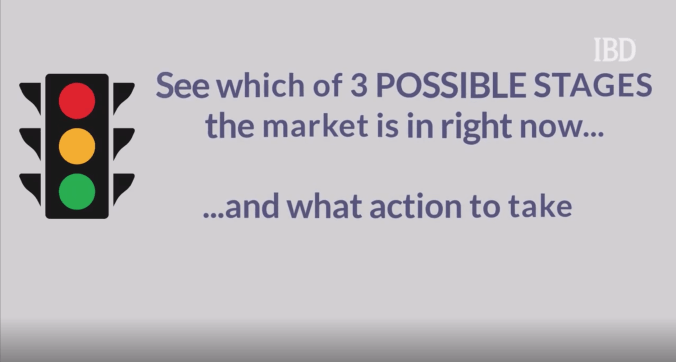 IBD
See which of 3 POSSIBLE STAGES
the market is in right now...
...and what action to take